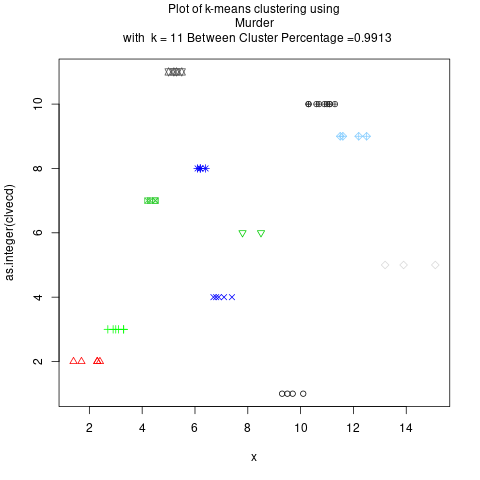 Plot of k-means clustering using
Murder
with k = 11 Between Cluster Percentage =0.9913
as.integer(clvecd)
10
8
6
4
2
2 4 6 8 10 12 14
x